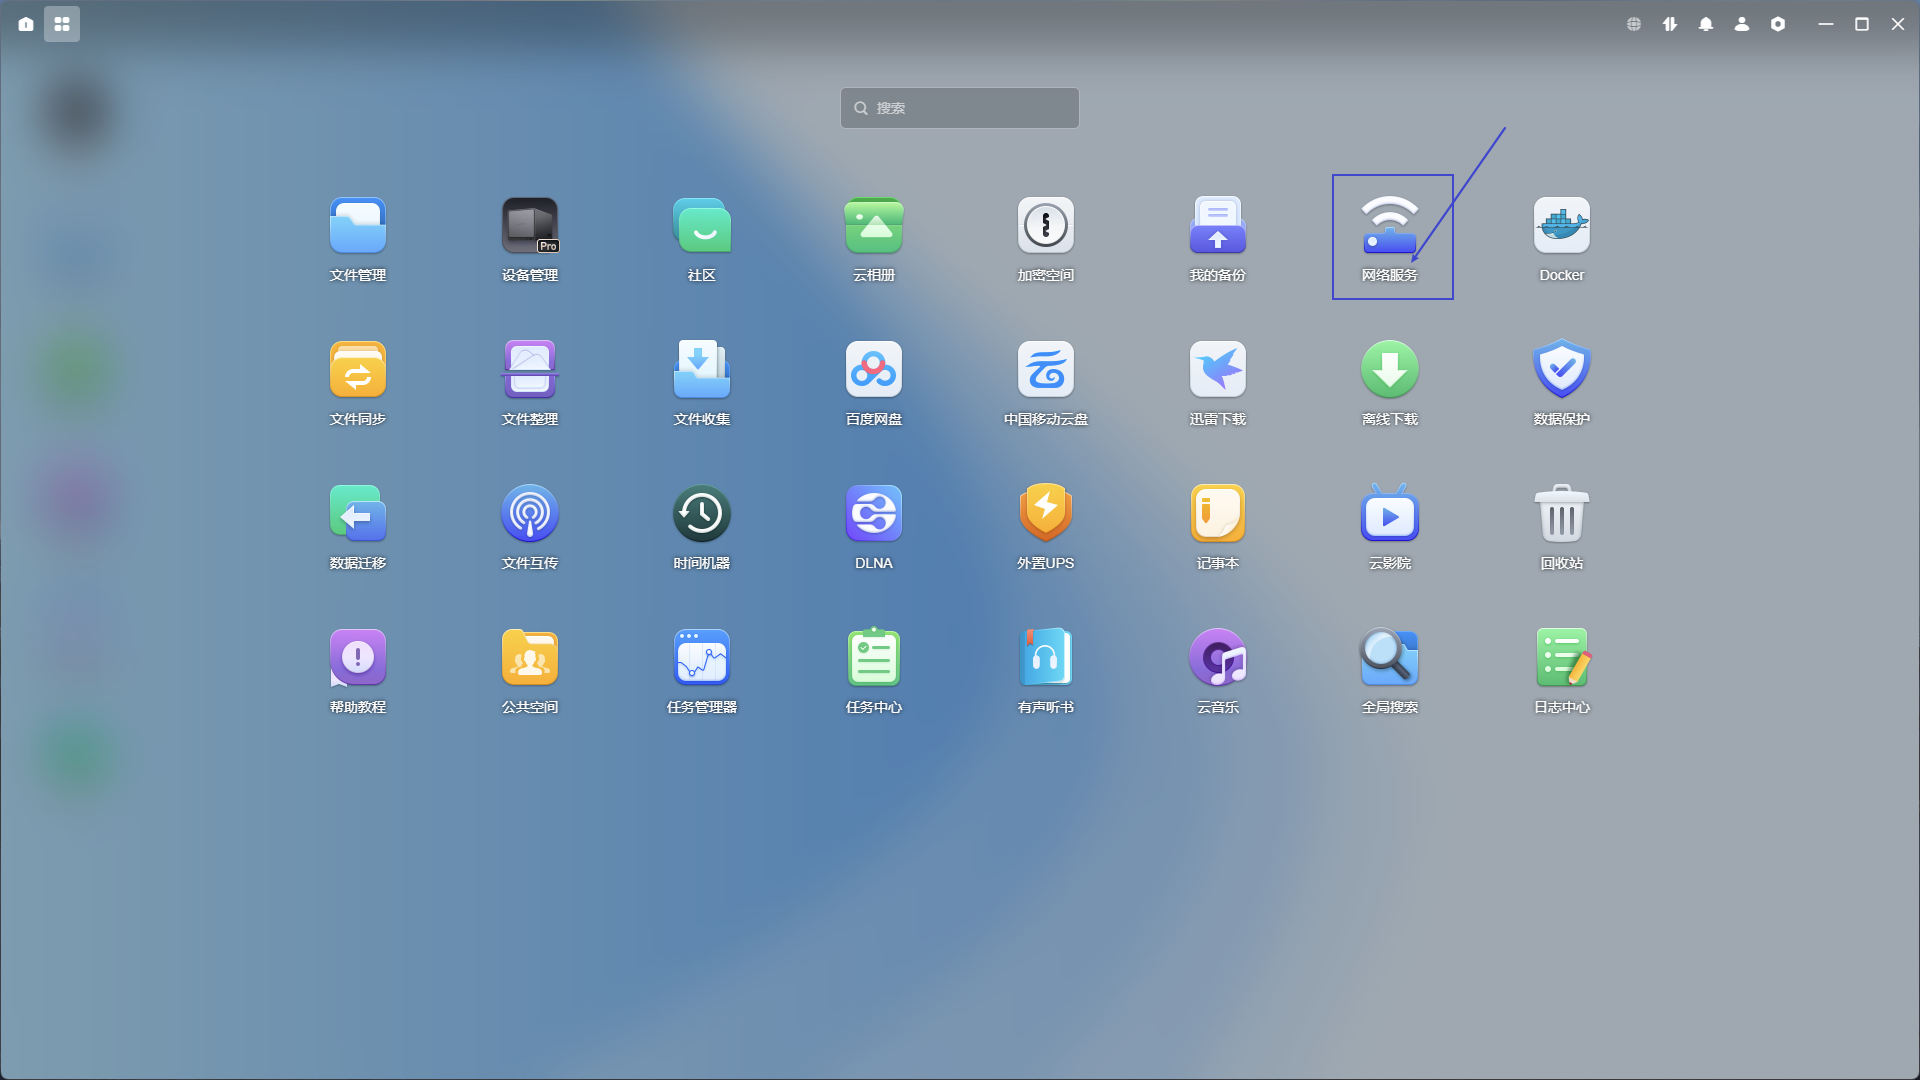 搜索
文件管理
Pro
设备管理
社区
云相册
加密空间
我的备份
网络服务
Docker
文件同步
文件整理
文件收集
百度网盘
中国移动云盘
迅雷下载
离线下载
数据保护
数据迁移
文件互传
时间机器
DLNA
外置UPS
记事本
云影院
回收站
帮助教程
公共空间
任务管理器
任务中心
有声听书
云音乐
全局搜索
日志中心